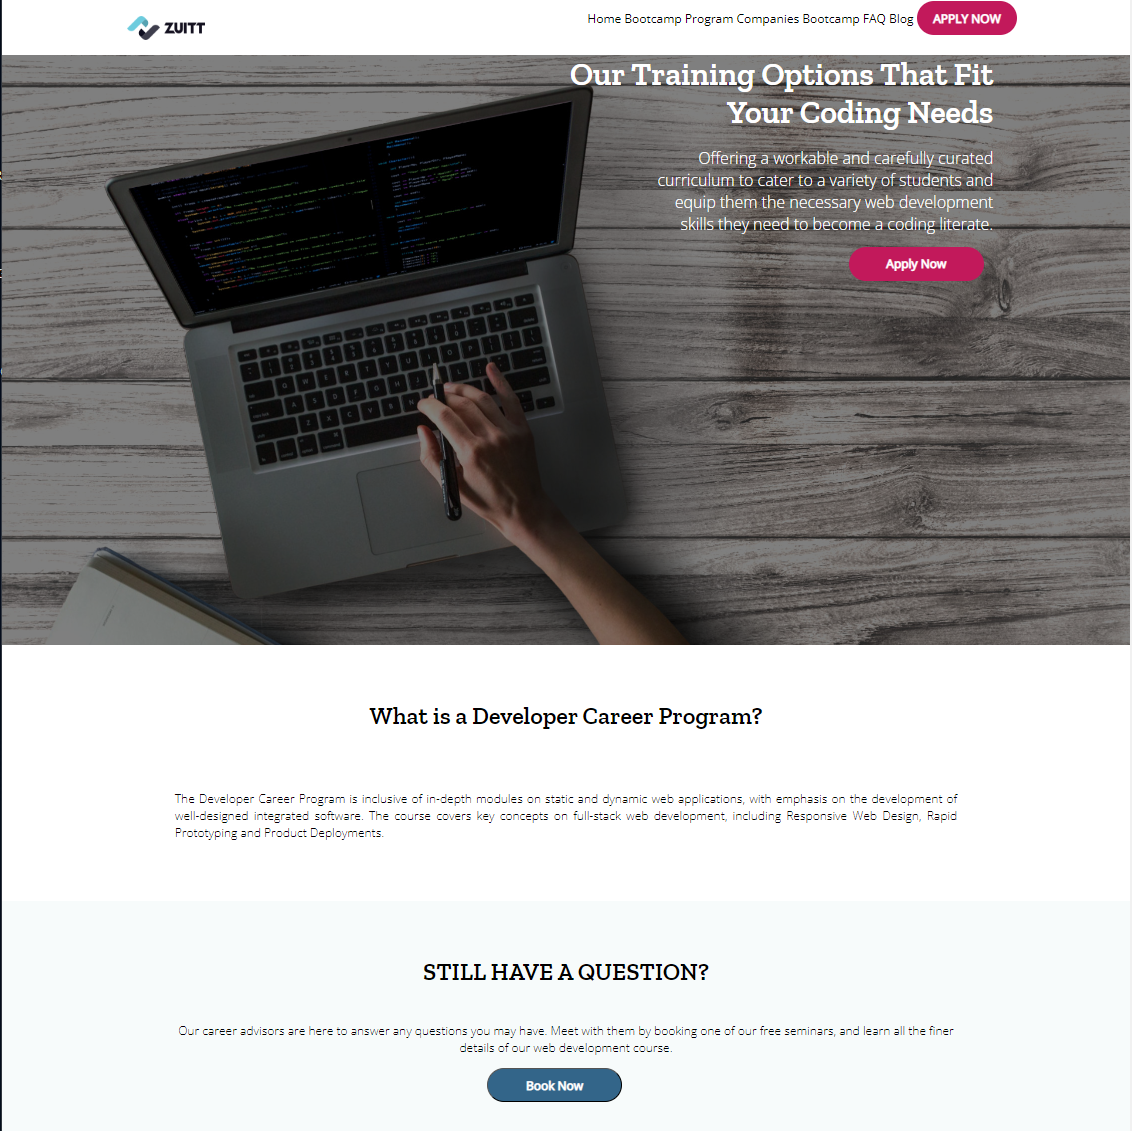 ZUITT
Home Bootcamp Program Companies Bootcamp FAQ Blog APPLY NOW
Our Training Options That Fit
Your Coding Needs
Offering a workable and carefully curated
curriculum to cater to a variety of students and
equip them the necessary web development
skills they need to become a coding literate.
Apply Now
What is a Developer Career Program?
The Developer Career Program is inclusive of in-depth modules on static and dynamic web applications, with emphasis on the development of
well-designed integrated software. The course covers key concepts on full-stack web development, including Responsive Web Design, Rapid
Prototyping and Product Deployments.
STILL HAVE A QUESTION?
Our career advisors are here to answer any questions you may have. Meet with them by booking one of our free seminars, and learn all the finer
details of our web development course.
Book Now